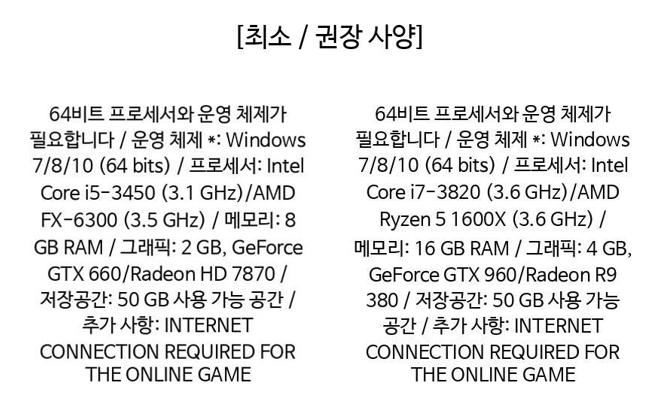 [최소 / 권장 사양]
64비트 프로세서와 운영 체제가
필요합니다 / 운영 체제 *: Windows
7/8/10 (64 bits) / 프로세서: Intel
Core i5-3450 (3.1 GHz)/AMD
FX-6300 (3.5 GHz) / 메모리: 8
GB RAM / 그래픽: 2 GB, GeForce
GTX 660/Radeon HD 7870 /
저장공간: 50 GB 사용 가능 공간 /
추가 사항: INTERNET
CONNECTION REQUIRED FOR
THE ONLINE GAME
64비트 프로세서와 운영 체제가
필요합니다 / 운영 체제 *: Windows
7/8/10 (64 bits) / 프로세서: Intel
Core i7-3820 (3.6 GHz)/AMD
Ryzen 5 1600X (3.6 GHz) /
메모리: 16 GB RAM / 그래픽: 4 GB,
GeForce GTX 960/Radeon R9
380 / 저장공간: 50 GB 사용 가능
공간 / 추가 사항: INTERNET
CONNECTION REQUIRED FOR
THE ONLINE GAME